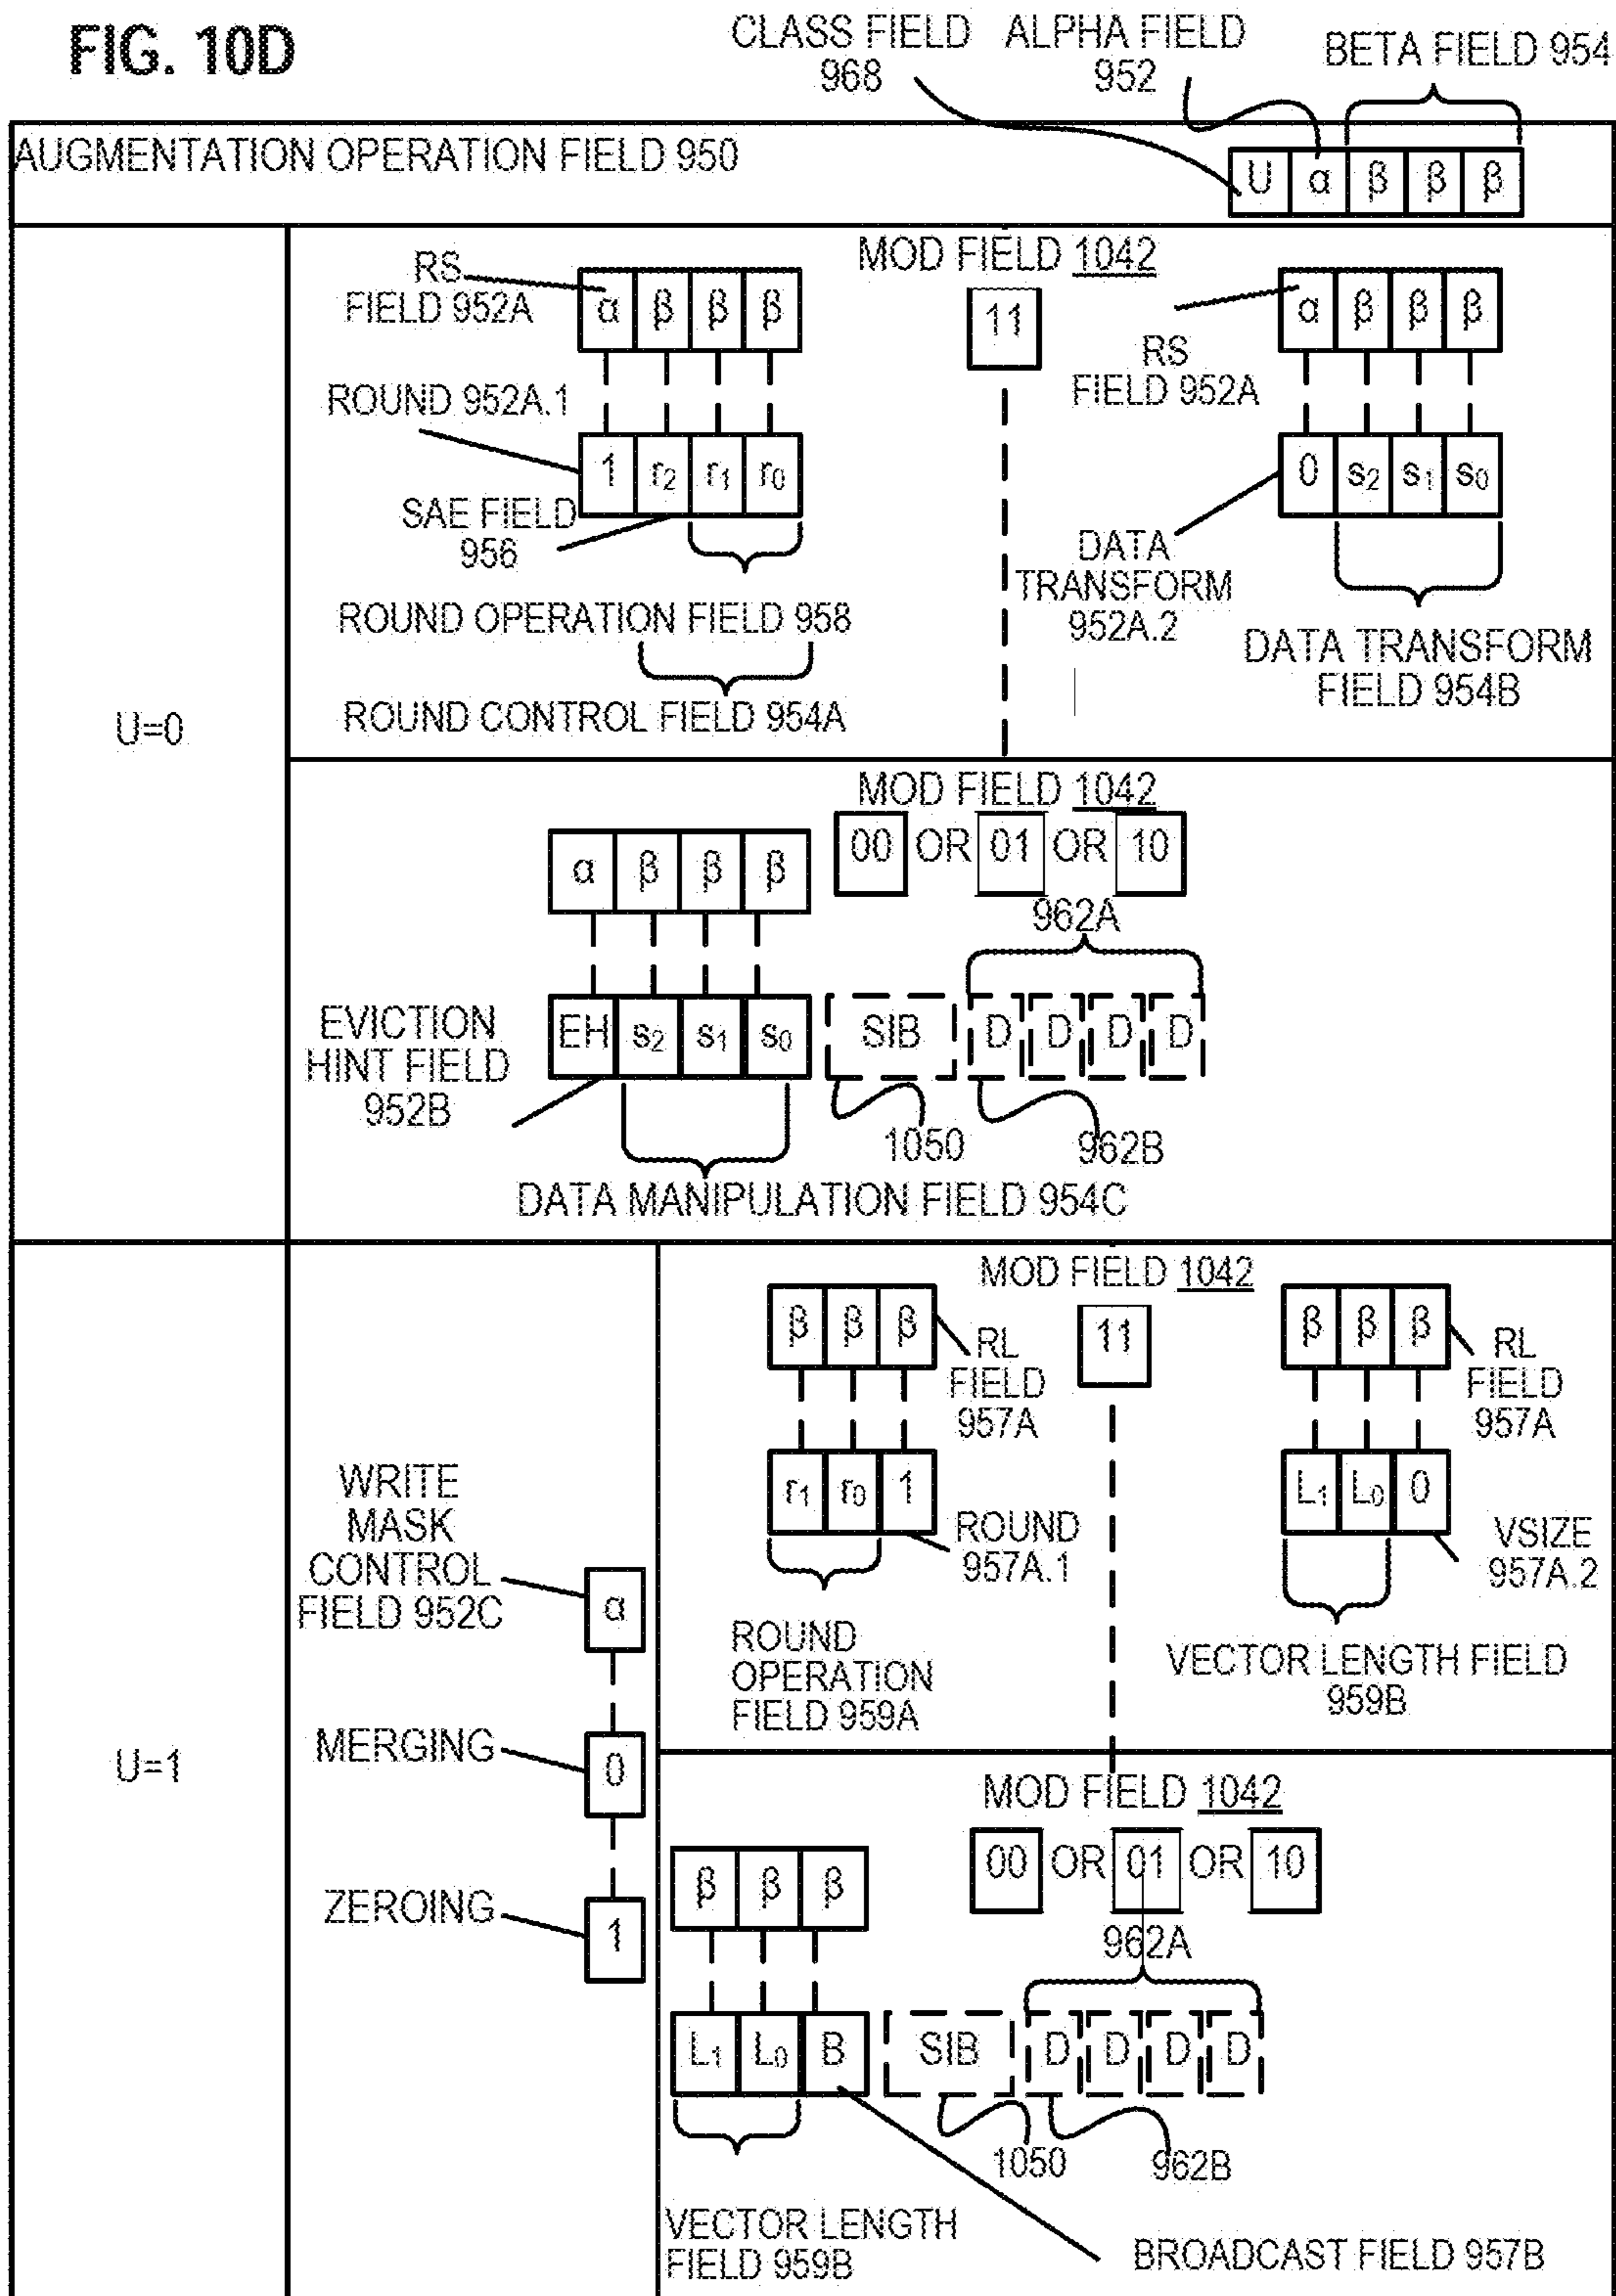 FIG. 10D
CLASS FIELD
968
ALPHA FIELD
952
BETA FIELD 954
AUGMENTATION OPERATION FIELD 950
U α β β β
U=0
MOD FIELD 1042
11
RS
FIELD 952A
α β β β
ROUND 952A.1
1 r2 r1 r0
SAE FIELD
956
ROUND OPERATION FIELD 958
ROUND CONTROL FIELD 954A
α β β β
RS
FIELD 952A
0 s2 s1 s0
DATA
TRANSFORM
952A.2
DATA TRANSFORM
FIELD 954B
MOD FIELD 1042
00 OR 01 OR 10
α β β β
962A
EVICTION
HINT FIELD
952B
EH s2 s1 s0 SIB D D D D
1050
962B
DATA MANIPULATION FIELD 954C
U=1
WRITE
MASK
CONTROL
FIELD 952C
α
MERGING
0
ZEROING
1
MOD FIELD 1042
11
β β β
RL
FIELD
957A
r1 r0 1
ROUND
957A.1
ROUND
OPERATION
FIELD 959A
β β β
RL
FIELD
957A
L1 L0 0
VSIZE
957A.2
VECTOR LENGTH FIELD
959B
MOD FIELD 1042
00 OR 01 OR 10
β β β
962A
L1 L0 B SIB D D D D
1050
962B
VECTOR LENGTH
FIELD 959B
BROADCAST FIELD 957B